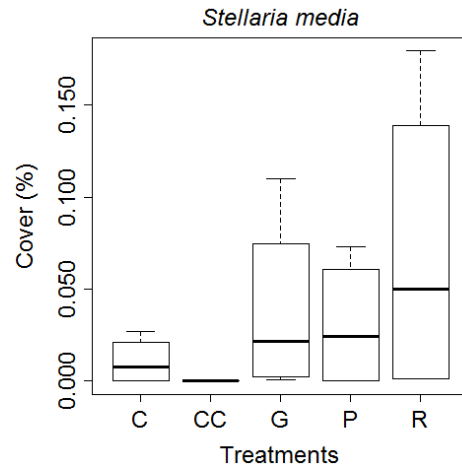 Stellaria media
Cover (%)
0.150
0.100
0.050
0.000
C CC G P R
Treatments